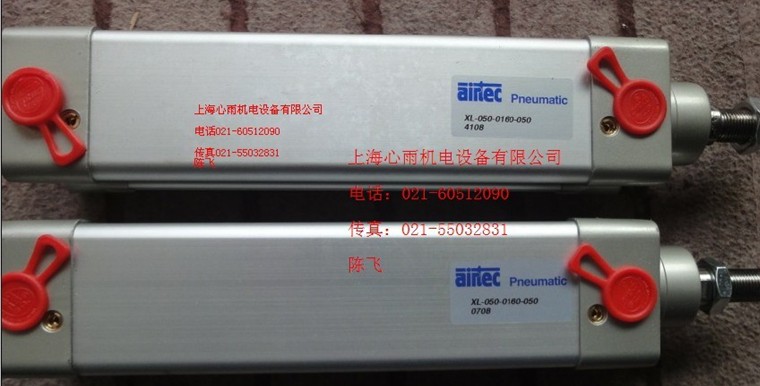 airtec Pneumatic
XL-050-0160-050
4108
上海心雨机电设备有限公司
电话021-60512090
传真021-55032831
陈飞
上海心雨机电设备有限公司
电话：021-60512090
传真：021-55032831
陈飞
airtec Pneumatic
XL-050-0160-050
0708